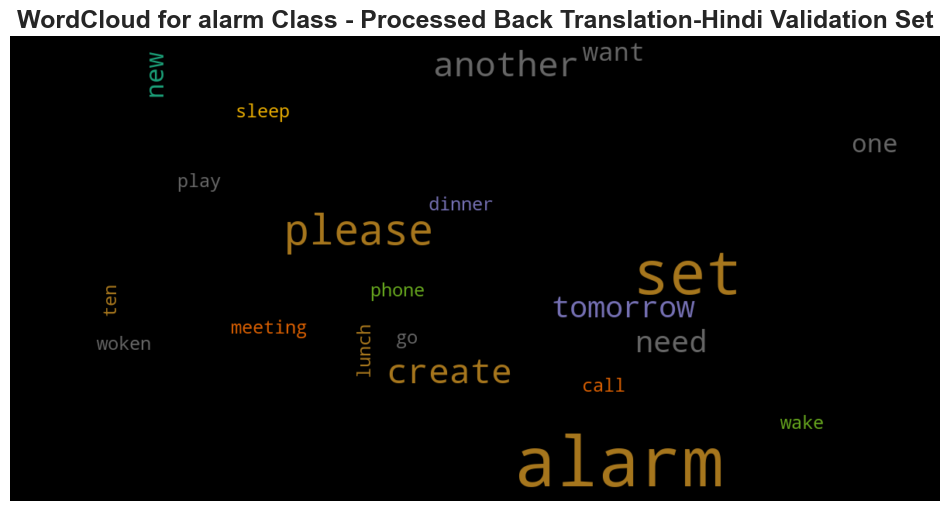 WordCloud for alarm Class - Processed Back Translation-Hindi Validation Set
new
another
want
sleep
one
play
dinner
please
set
ten
phone
tomorrow
meeting
woken
lunch
go
need
create
call
wake
alarm